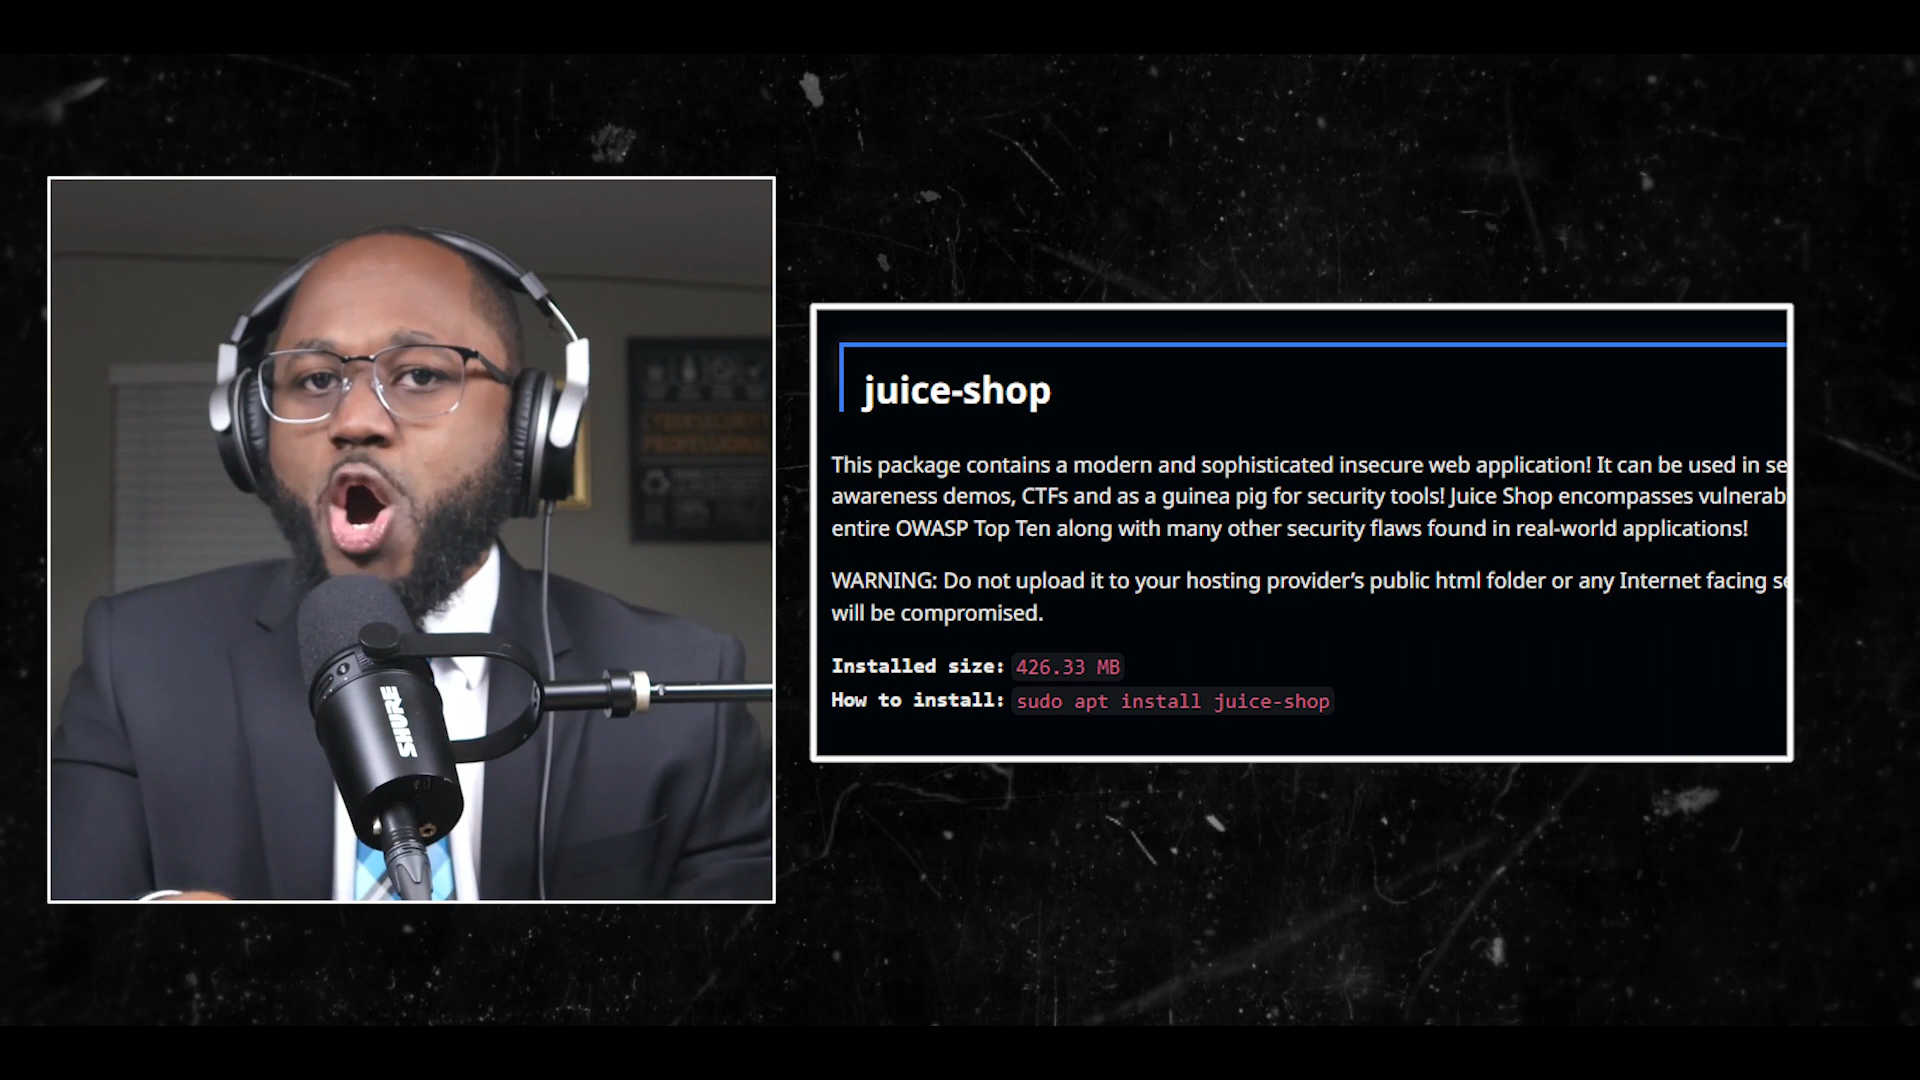 CYBERSECURITY
PROFESSIONAL
SHURE
juice-shop
This package contains a modern and sophisticated insecure web application! It can be used in se
awareness demos, CTFs and as a guinea pig for security tools! Juice Shop encompasses vulnerab
entire OWASP Top Ten along with many other security flaws found in real-world applications!
WARNING: Do not upload it to your hosting provider’s public html folder or any Internet facing se
will be compromised.
Installed size: 426.33 MB
How to install: sudo apt install juice-shop